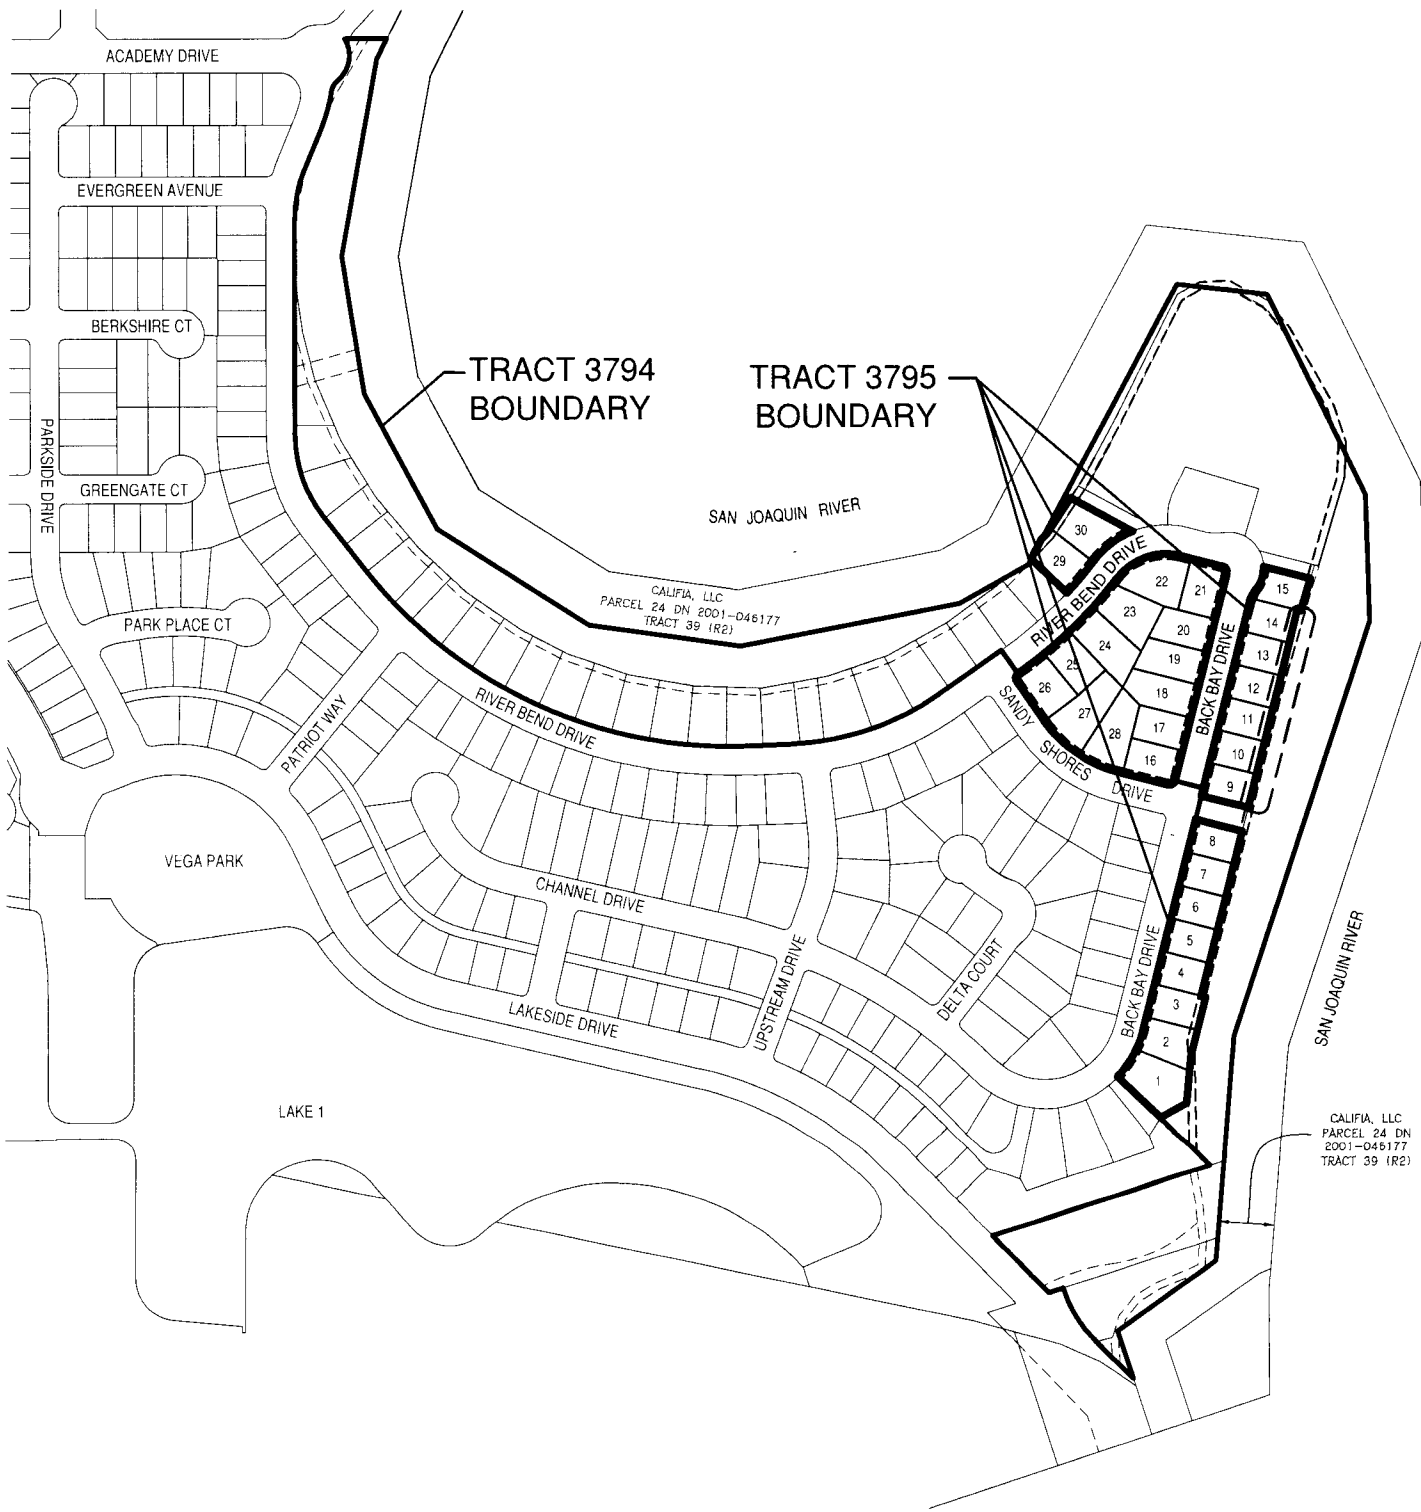 ACADEMY DRIVE
EVERGREEN AVENUE
BERKSHIRE CT
TRACT 3794
BOUNDARY
TRACT 3795
BOUNDARY
PARKSIDE DRIVE
GREENGATE CT
SAN JOAQUIN RIVER
30
29
RIVER BEND DRIVE
22
21
15
CALIFIA, LLC
PARCEL 24 DN 2001-046177
TRACT 39 (R2)
23
20
14
PARK PLACE CT
24
19
13
25
26
18
12
BACK BAY DRIVE
27
28
17
11
16
10
9
SANDY SHORES DRIVE
RIVER BEND DRIVE
PATRIOT WAY
VEGA PARK
8
7
6
5
4
3
2
1
CHANNEL DRIVE
UPSTREAM DRIVE
DELTA COURT
BACK BAY DRIVE
SAN JOAQUIN RIVER
LAKESIDE DRIVE
LAKE 1
CALIFIA, LLC
PARCEL 24 DN
2001-046177
TRACT 39 (R2)